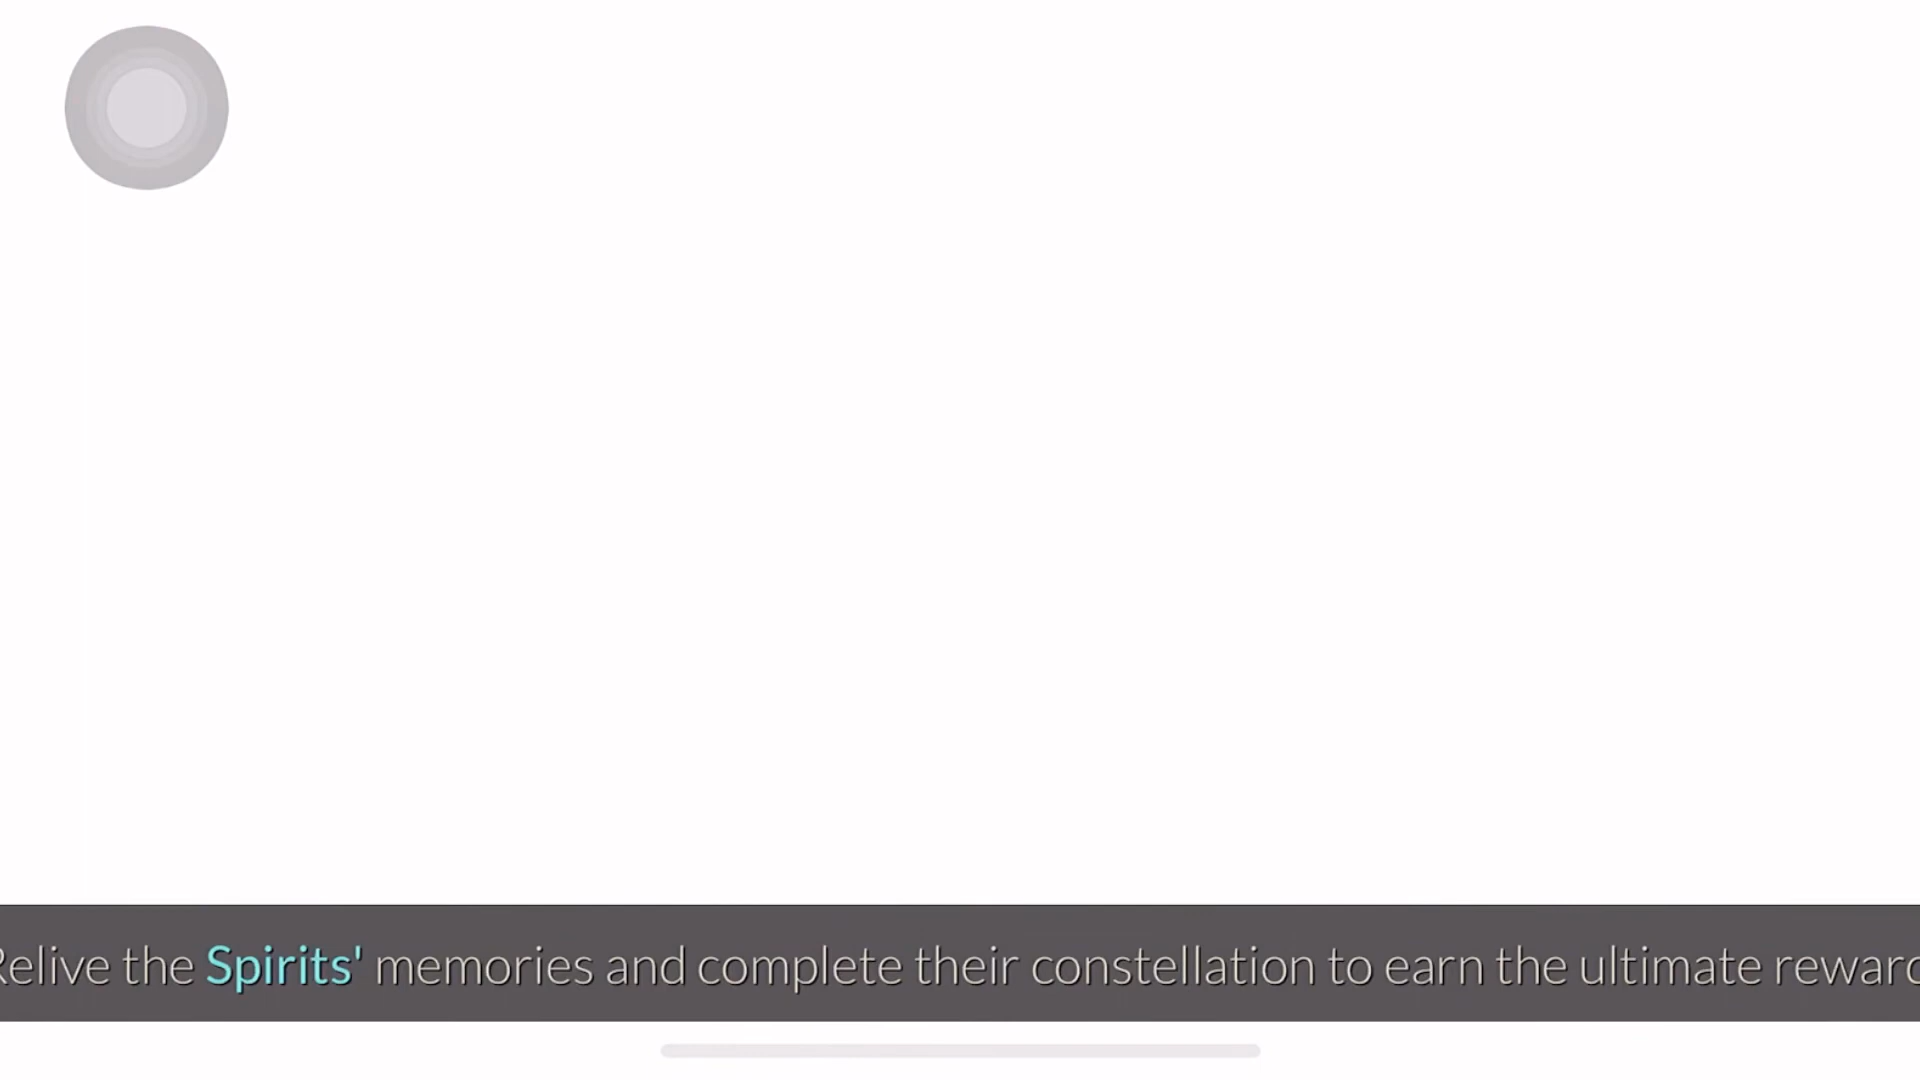 Relive the Spirits' memories and complete their constellation to earn the ultimate reward